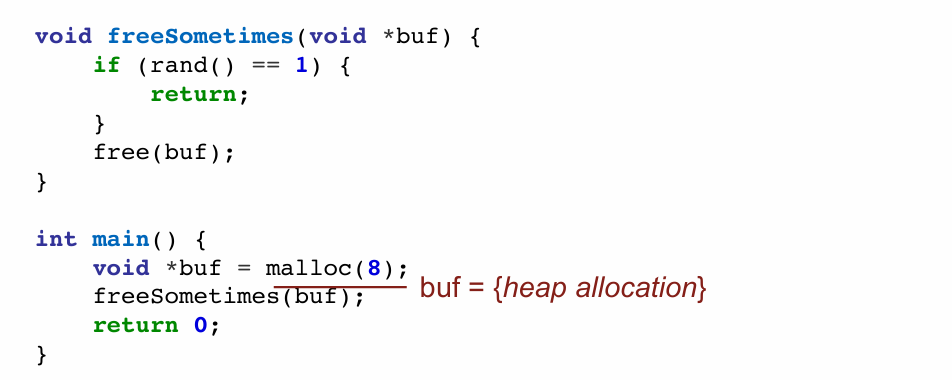 void freeSometimes(void *buf) {
    if (rand() == 1) {
        return;
    }
    free(buf);
}

int main() {
    void *buf = malloc(8);
    freeSometimes(buf);
    return 0;
}
buf = {heap allocation}